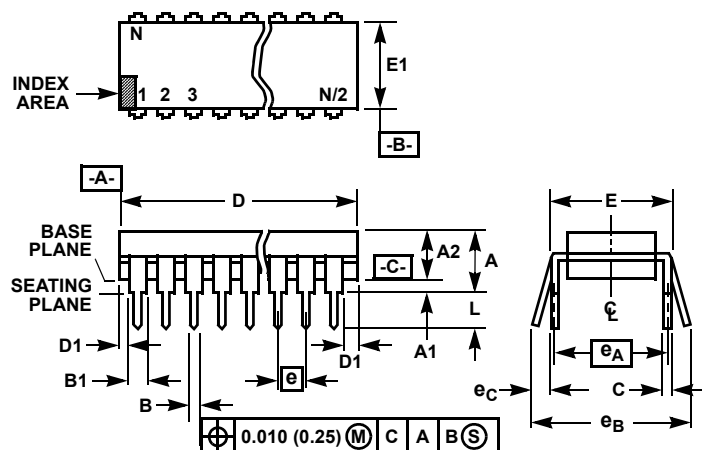 N
E1
INDEX
AREA
1 2 3 N/2
-B-
-A-
D
E
BASE
PLANE
A2
A
-C-
SEATING
PLANE
L
C
L
D1
A1
D1
eA
B1
e
eC
C
B
eB
0.010 (0.25) M C A B S